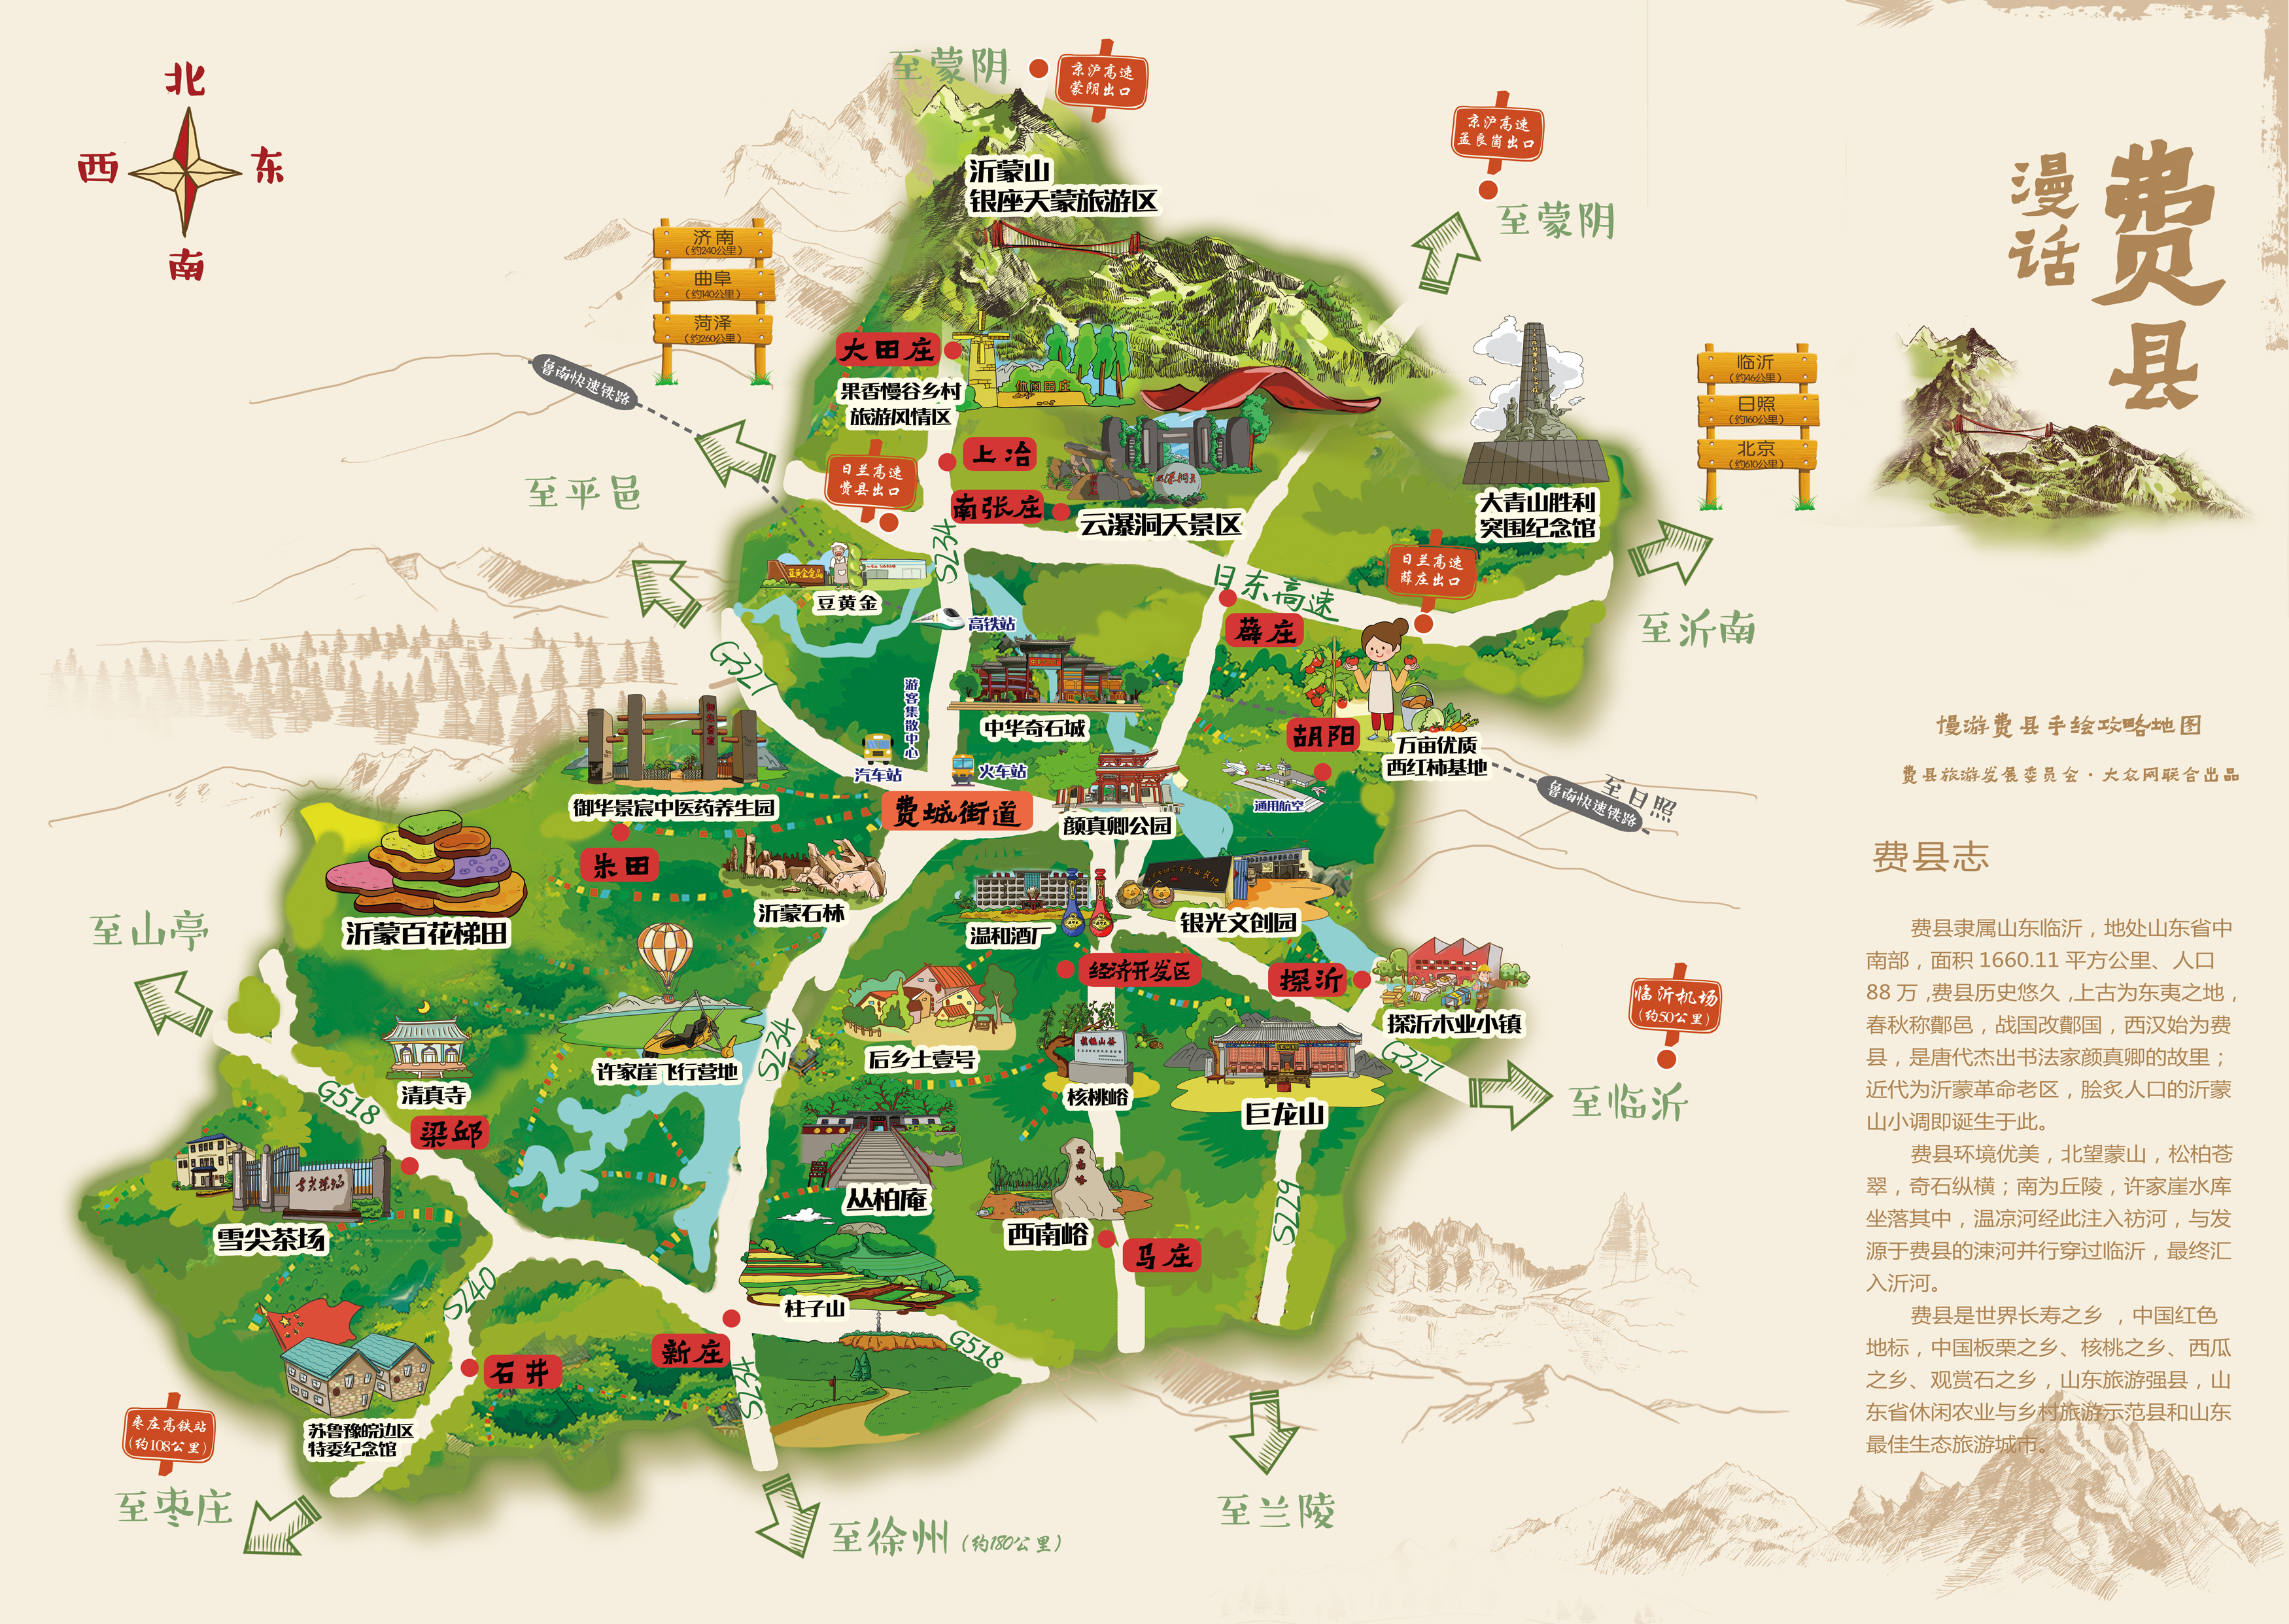 北
西
东
南
至蒙阴
京沪高速
蒙阴出口
京沪高速
孟良崮出口
至蒙阴
漫话
费县
沂蒙山
银座天蒙旅游区
济南
(约240公里)
曲阜
(约140公里)
菏泽
(约260公里)
鲁南快速铁路
至平邑
大田庄
休闲田庄
果香慢谷乡村
旅游风情区
日兰高速
费县出口
上冶
南张庄
云瀑洞天景区
大青山胜利
突围纪念馆
临沂
(约46公里)
日照
(约160公里)
北京
(约610公里)
S234
日兰高速
薛庄出口
日东高速
至沂南
豆黄金食品
豆黄金
高铁站
薛庄
G327
游客集散中心
中华奇石城
胡阳
万亩优质
西红柿基地
汽车站
火车站
通用航空
至日照
鲁南快速铁路
御华景宸中医药养生园
费城街道
颜真卿公园
朱田
沂蒙石林
沂蒙百花梯田
温和酒厂
银光文创园
至山亭
经济开发区
探沂
探沂木业小镇
临沂机场
(约50公里)
G327
至临沂
清真寺
许家崖飞行营地
S234
后乡土壹号
核桃峪
巨龙山
G518
梁邱
雪尖茶场
雪尖茶场
丛柏庵
西南峪
西南峪
马庄
S229
S240
柱子山
新庄
石井
G518
S234
苏鲁豫皖边区
特委纪念馆
枣庄高铁站
(约108公里)
至枣庄
至徐州(约180公里)
至兰陵
慢游费县手绘攻略地图
费县旅游发展委员会·大众网联合出品
费县志
费县隶属山东临沂，地处山东省中
南部，面积 1660.11 平方公里、人口
88 万，费县历史悠久，上古为东夷之地，
春秋称鄪邑，战国改鄪国，西汉始为费
县，是唐代杰出书法家颜真卿的故里；
近代为沂蒙革命老区，脍炙人口的沂蒙
山小调即诞生于此。
费县环境优美，北望蒙山，松柏苍
翠，奇石纵横；南为丘陵，许家崖水库
坐落其中，温凉河经此注入祊河，与发
源于费县的涑河并行穿过临沂，最终汇
入沂河。
费县是世界长寿之乡 ，中国红色
地标，中国板栗之乡、核桃之乡、西瓜
之乡、观赏石之乡，山东旅游强县，山
东省休闲农业与乡村旅游示范县和山东
最佳生态旅游城市。